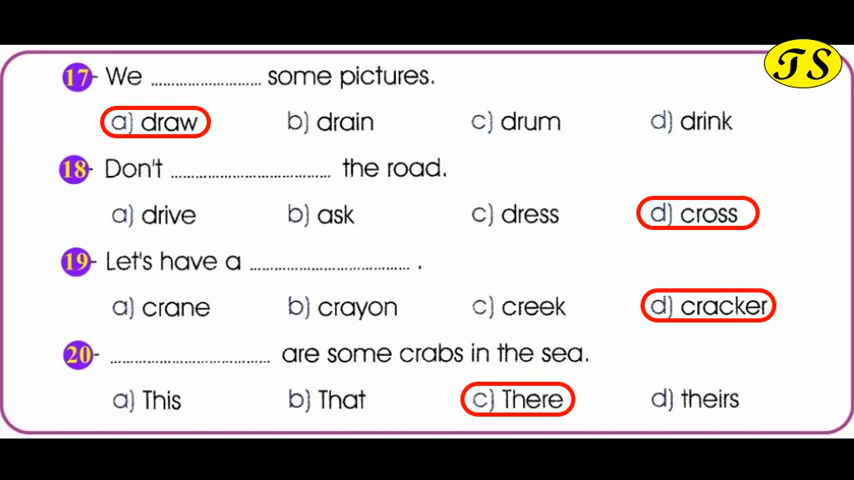 TS
17- We .......................... some pictures.
a) draw b) drain c) drum d) drink
18- Don't ...................................... the road.
a) drive b) ask c) dress d) cross
19- Let's have a ...................................... .
a) crane b) crayon c) creek d) cracker
20- ...................................... are some crabs in the sea.
a) This b) That c) There d) theirs